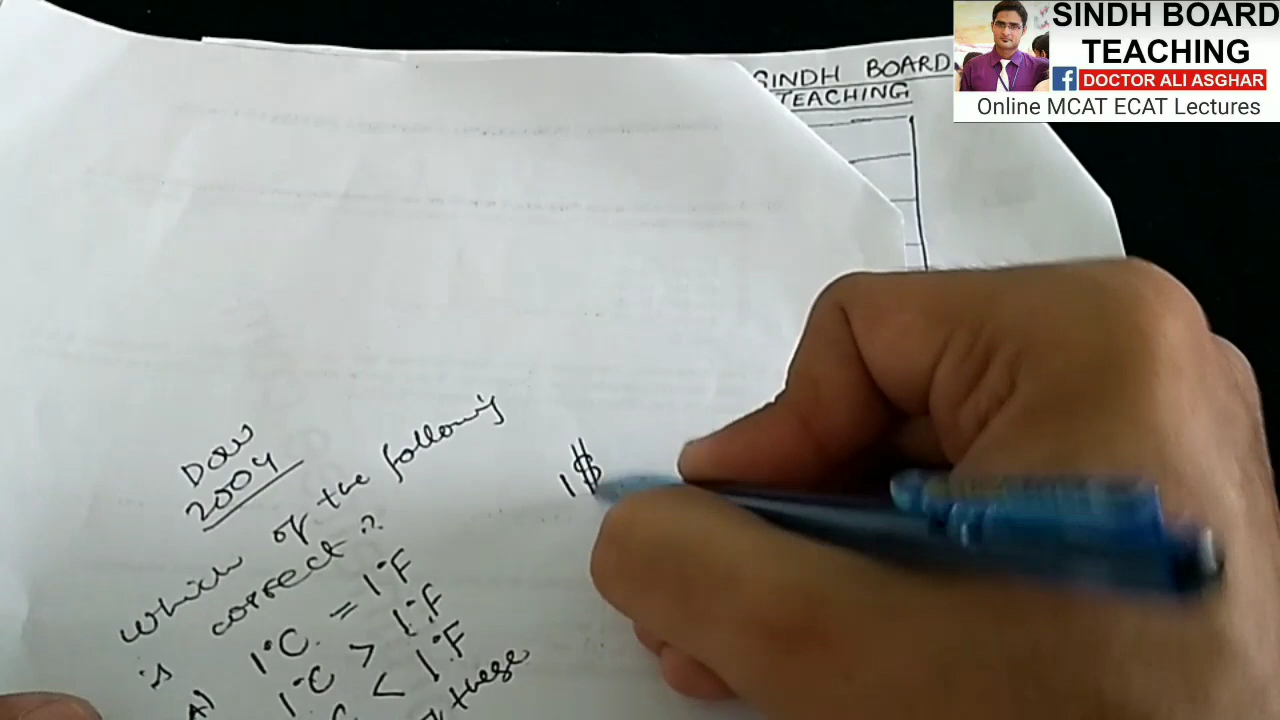 SINDH BOARD
TEACHING
DOCTOR ALI ASGHAR
Online MCAT ECAT Lectures
SINDH BOARD
TEACHING
DOW
2004
which of the following
is correct?
A) 1°C = 1°F
1°C > 1°F
°C < 1°F
these
1$